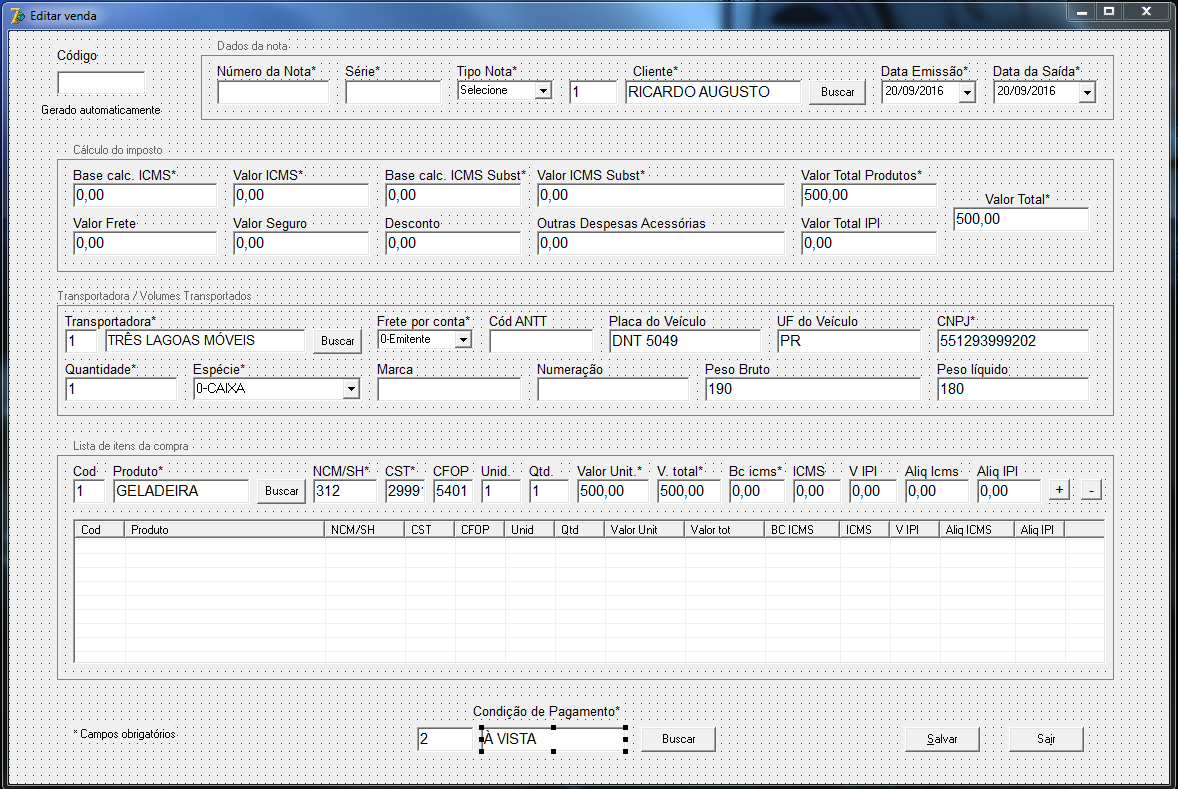 Editar venda
Código
Gerado automaticamente
Dados da nota
Número da Nota* Série* Tipo Nota* Cliente* Data Emissão* Data da Saída*
Selecione 1 RICARDO AUGUSTO Buscar 20/09/2016 20/09/2016
Cálculo do imposto
Base calc. ICMS* Valor ICMS* Base calc. ICMS Subst* Valor ICMS Subst* Valor Total Produtos*
0,00 0,00 0,00 0,00 500,00
Valor Total*
500,00
Valor Frete Valor Seguro Desconto Outras Despesas Acessórias Valor Total IPI
0,00 0,00 0,00 0,00 0,00
Transportadora / Volumes Transportados
Transportadora* Frete por conta* Cód ANTT Placa do Veículo UF do Veículo CNPJ*
1 TRÊS LAGOAS MÓVEIS Buscar 0-Emitente DNT 5049 PR 551293999202
Quantidade* Espécie* Marca Numeração Peso Bruto Peso líquido
1 0-CAIXA 190 180
Lista de itens da compra
Cod Produto* NCM/SH* CST* CFOP Unid. Qtd. Valor Unit.* V. total* Bc icms* ICMS V IPI Aliq Icms Aliq IPI
1 GELADEIRA Buscar 312 2999 5401 1 1 500,00 500,00 0,00 0,00 0,00 0,00 0,00 + -
Cod Produto NCM/SH CST CFOP Unid Qtd Valor Unit Valor tot BC ICMS ICMS V IPI Aliq ICMS Aliq IPI
Condição de Pagamento*
* Campos obrigatórios 2 À VISTA Buscar Salvar Sair